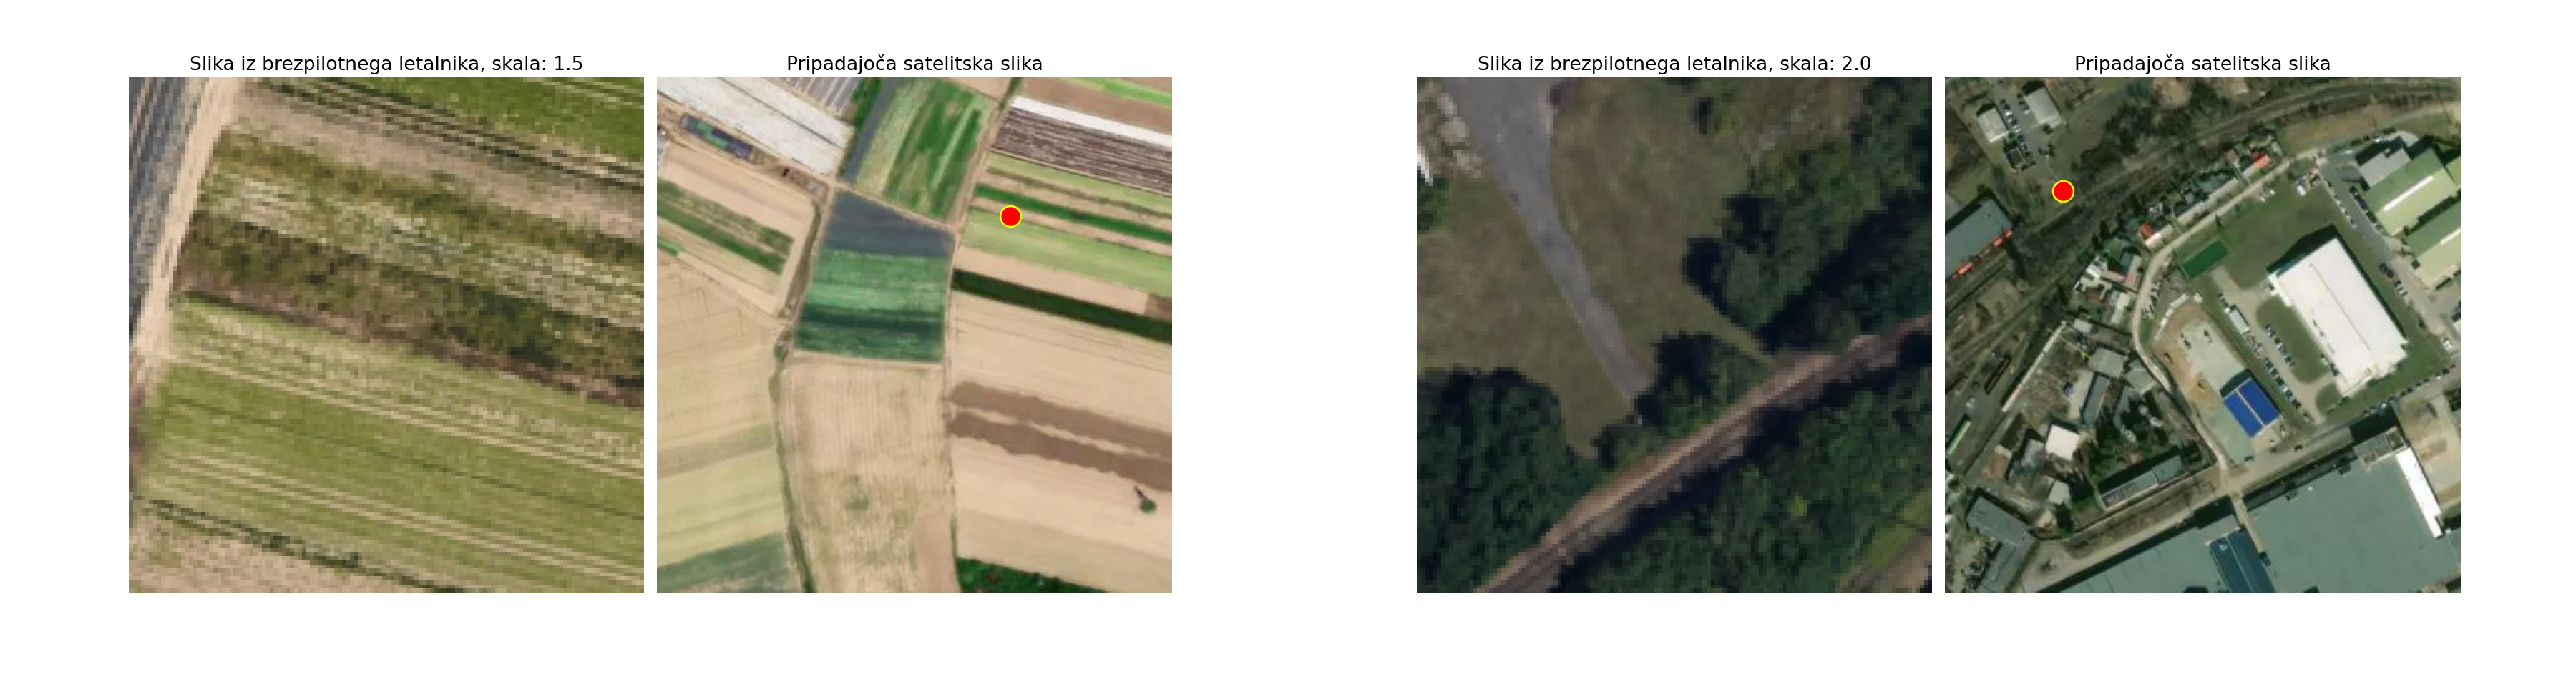 Slika iz brezpilotnega letalnika, skala: 1.5
Pripadajoča satelitska slika
Slika iz brezpilotnega letalnika, skala: 2.0
Pripadajoča satelitska slika